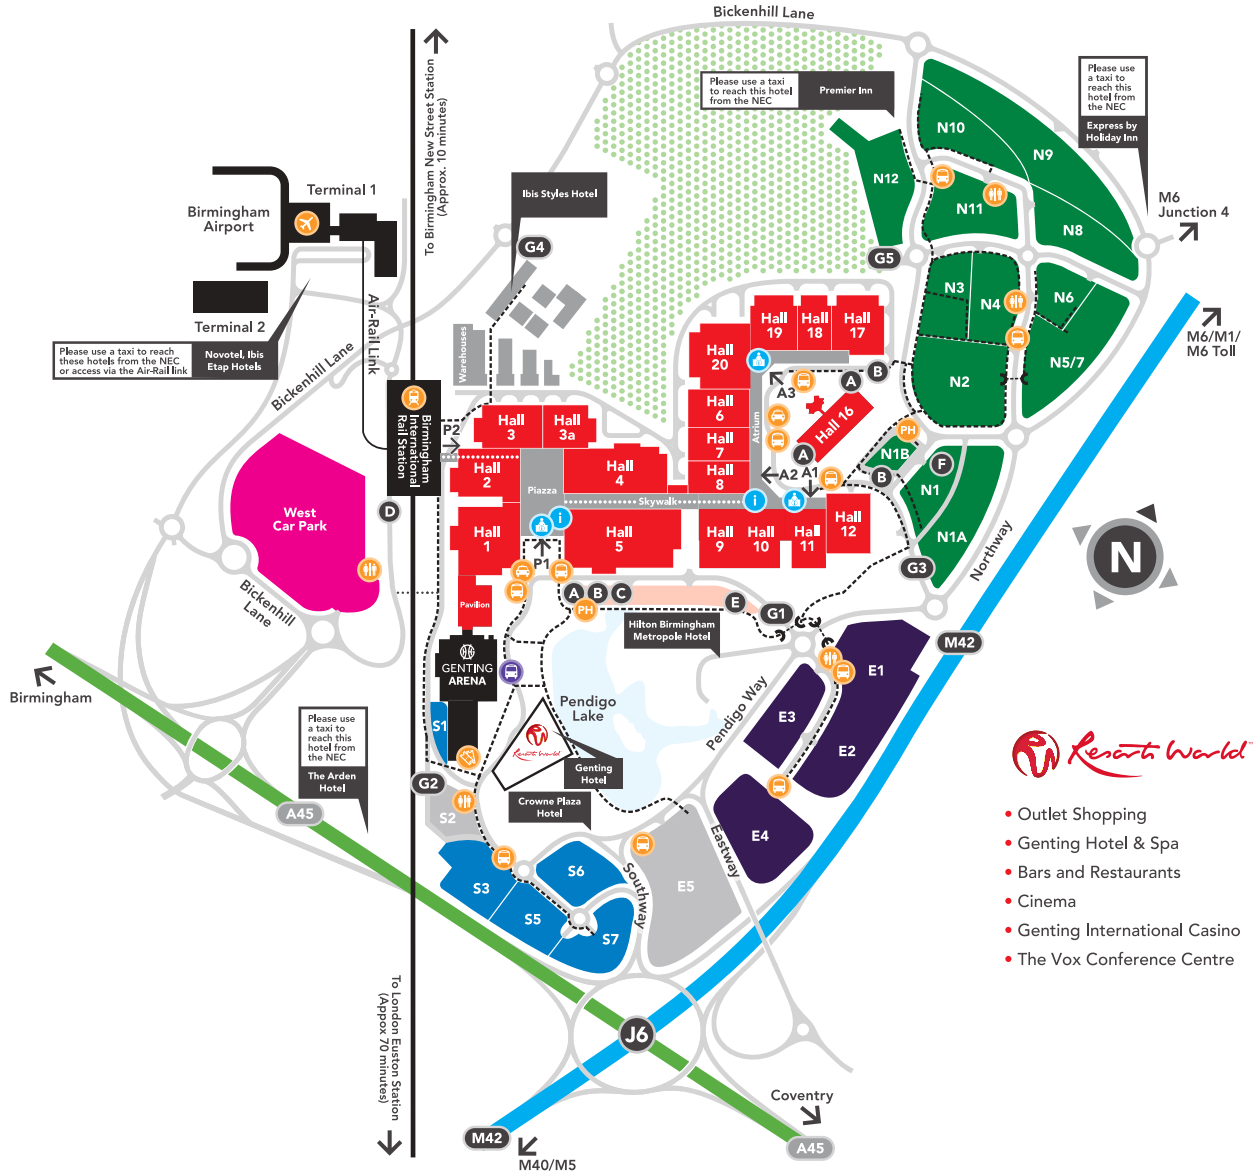 Bickenhill Lane
To Birmingham New Street Station
(Approx. 10 minutes)
Please use
a taxi to
reach this
hotel from
the NEC
Express by
Holiday Inn
Please use a taxi
to reach this hotel
from the NEC
Premier Inn
N10
N9
N12
N11
N8
M6
Junction 4
Terminal 1
Birmingham
Airport
Ibis Styles Hotel
G4
G5
N3
N4
N6
Air-Rail Link
Terminal 2
Please use a taxi to reach
these hotels from the NEC
or access via the Air-Rail link
Novotel, Ibis
Etap Hotels
Bickenhill Lane
Warehouses
Hall
19
Hall
18
Hall
17
Hall
20
M6/M1/
M6 Toll
N5/7
N2
A
B
A3
Hall
6
Atrium
Hall 16
Birmingham
International
Rail Station
P2
Hall
3
Hall
3a
Hall
7
PH
N1B
F
A
A2
A1
B
Hall
2
Piazza
Hall
4
Hall
8
N1
Skywalk
i
West
Car Park
D
i
Hall
1
Hall
5
Hall
9
Hall
10
Hall
11
Hall
12
N1A
Northway
N
P1
G3
Bickenhill
Lane
Pavilion
A
B
C
E
G1
PH
Hilton Birmingham
Metropole Hotel
M42
GENTING
ARENA
E1
Birmingham
Pendigo
Lake
Pendigo Way
E3
E2
S1
Resorts World
Please use
a taxi to
reach this
hotel from
the NEC
The Arden
Hotel
Genting
Hotel
Resorts World
G2
Crowne Plaza
Hotel
A45
S2
E4
Eastway
Outlet Shopping
Genting Hotel & Spa
Bars and Restaurants
Cinema
Genting International Casino
The Vox Conference Centre
S3
S6
Southway
E5
S5
S7
To London Euston Station
(Appox 70 minutes)
J6
Coventry
M42
A45
M40/M5